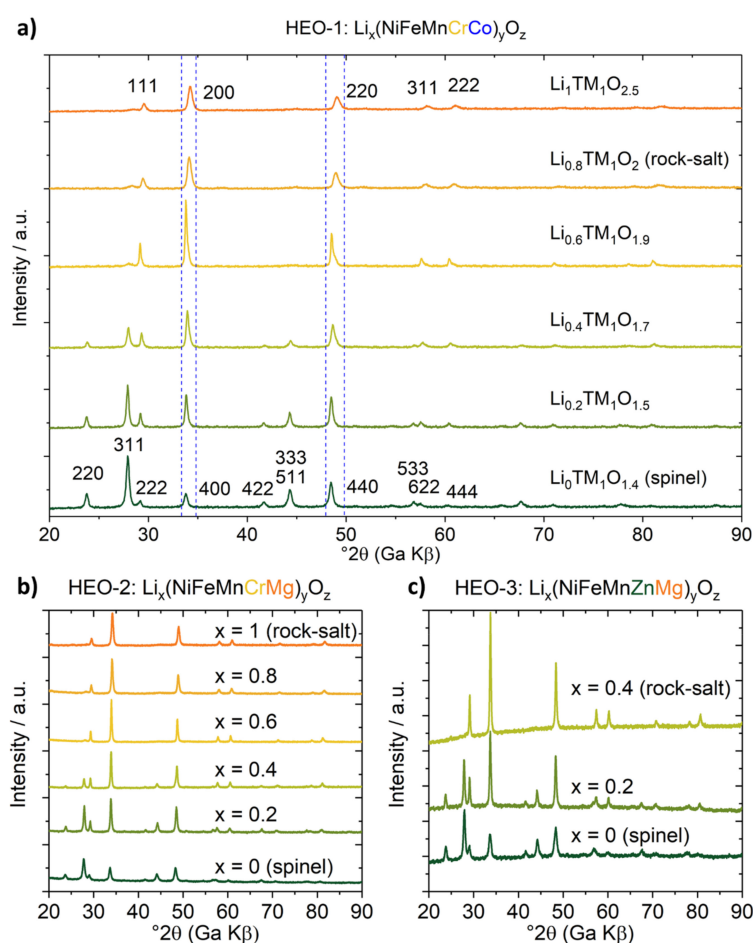 a)
HEO-1: Liₓ(NiFeMnCrCo)ᵧO_z
111
200
220
311
222
Li₁TM₁O₂.₅
Li₀.₈TM₁O₂ (rock-salt)
Li₀.₆TM₁O₁.₉
Li₀.₄TM₁O₁.₇
Li₀.₂TM₁O₁.₅
Li₀TM₁O₁.₄ (spinel)
220
311
222
400
422
333
511
440
533
622
444
Intensity / a.u.
20 30 40 50 60 70 80 90
°2θ (Ga Kβ)
b)
HEO-2: Liₓ(NiFeMnCrMg)ᵧO_z
x = 1 (rock-salt)
x = 0.8
x = 0.6
x = 0.4
x = 0.2
x = 0 (spinel)
Intensity / a.u.
20 30 40 50 60 70 80 90
°2θ (Ga Kβ)
c)
HEO-3: Liₓ(NiFeMnZnMg)ᵧO_z
x = 0.4 (rock-salt)
x = 0.2
x = 0 (spinel)
Intensity / a.u.
20 30 40 50 60 70 80 90
°2θ (Ga Kβ)